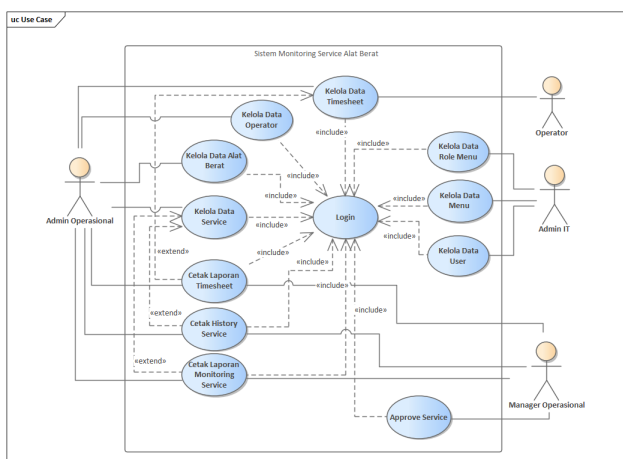 uc Use Case
Sistem Monitoring Service Alat Berat
Kelola Data
Timesheet
Operator
Kelola Data
Operator
«include»
Kelola Data
Role Menu
«include»
Kelola Data Alat
Berat
«include»
«include»
Admin Operasional
Kelola Data
Service
«include»
Login
«include»
Kelola Data
Menu
Admin IT
«include»
«extend»
«include»
Kelola Data
User
Cetak Laporan
Timesheet
«include»
«include»
Cetak History
Service
«extend»
«include»
«extend»
Cetak Laporan
Monitoring
Service
Manager Operasional
Approve Service